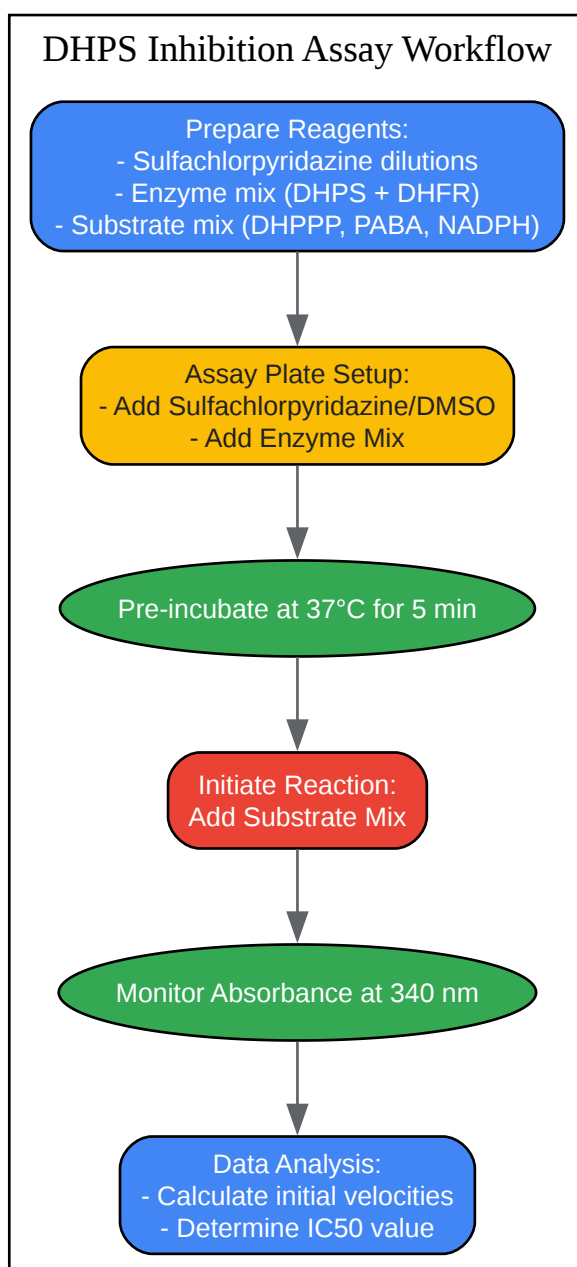 DHPS Inhibition Assay Workflow
Prepare Reagents:
- Sulfachlorpyridazine dilutions
- Enzyme mix (DHPS + DHFR)
- Substrate mix (DHPPP, PABA, NADPH)
Assay Plate Setup:
- Add Sulfachlorpyridazine/DMSO
- Add Enzyme Mix
Pre-incubate at 37°C for 5 min
Initiate Reaction:
Add Substrate Mix
Monitor Absorbance at 340 nm
Data Analysis:
- Calculate initial velocities
- Determine IC50 value